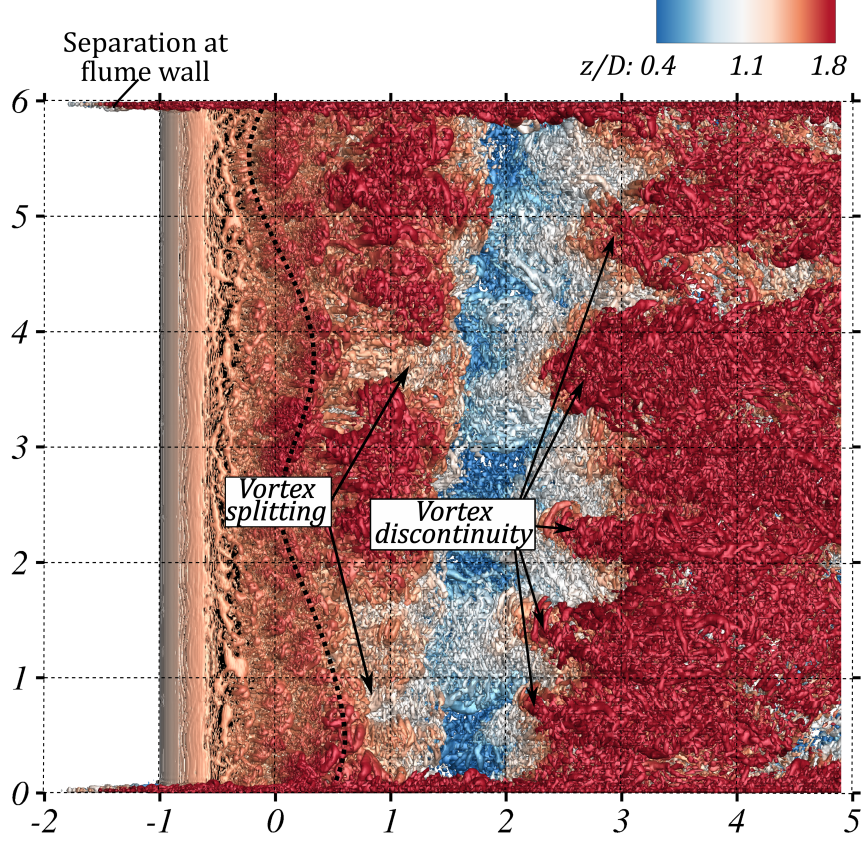 Separation at
flume wall
z/D: 0.4 1.1 1.8
6
5
4
3
Vortex
splitting
Vortex
discontinuity
2
1
0
-2 -1 0 1 2 3 4 5